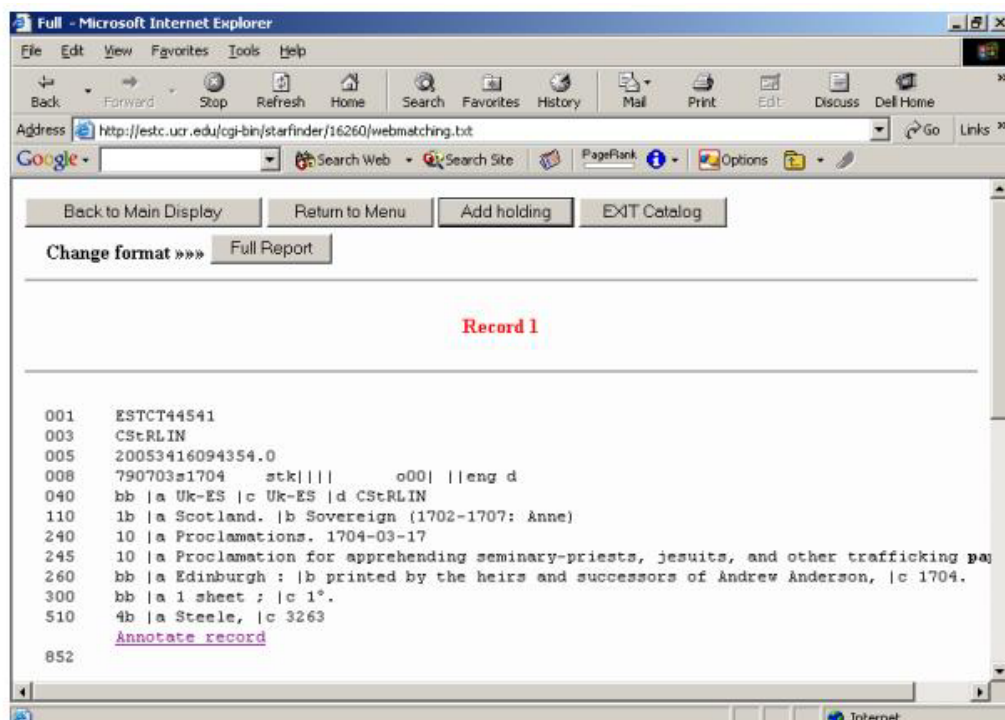 Full - Microsoft Internet Explorer
File Edit View Favorites Tools Help
Back Forward Stop Refresh Home Search Favorites History Mail Print Edit Discuss Dell Home
Address http://estc.ucr.edu/cgi-bin/starfinder/16260/webmatching.txt Go Links
Google Search Web Search Site PageRank Options
Back to Main Display Return to Menu Add holding EXIT Catalog
Change format »»» Full Report
Record 1
001 ESTCT44541
003 CStRLIN
005 20053416094354.0
008 790703s1704 stk|||| o00| ||eng d
040 bb |a Uk-ES |c Uk-ES |d CStRLIN
110 1b |a Scotland. |b Sovereign (1702-1707: Anne)
240 10 |a Proclamations. 1704-03-17
245 10 |a Proclamation for apprehending seminary-priests, jesuits, and other trafficking
260 bb |a Edinburgh : |b printed by the heirs and successors of Andrew Anderson, |c 1704.
300 bb |a 1 sheet ; |c 1°.
510 4b |a Steele, |c 3263
Annotate record
852
Internet